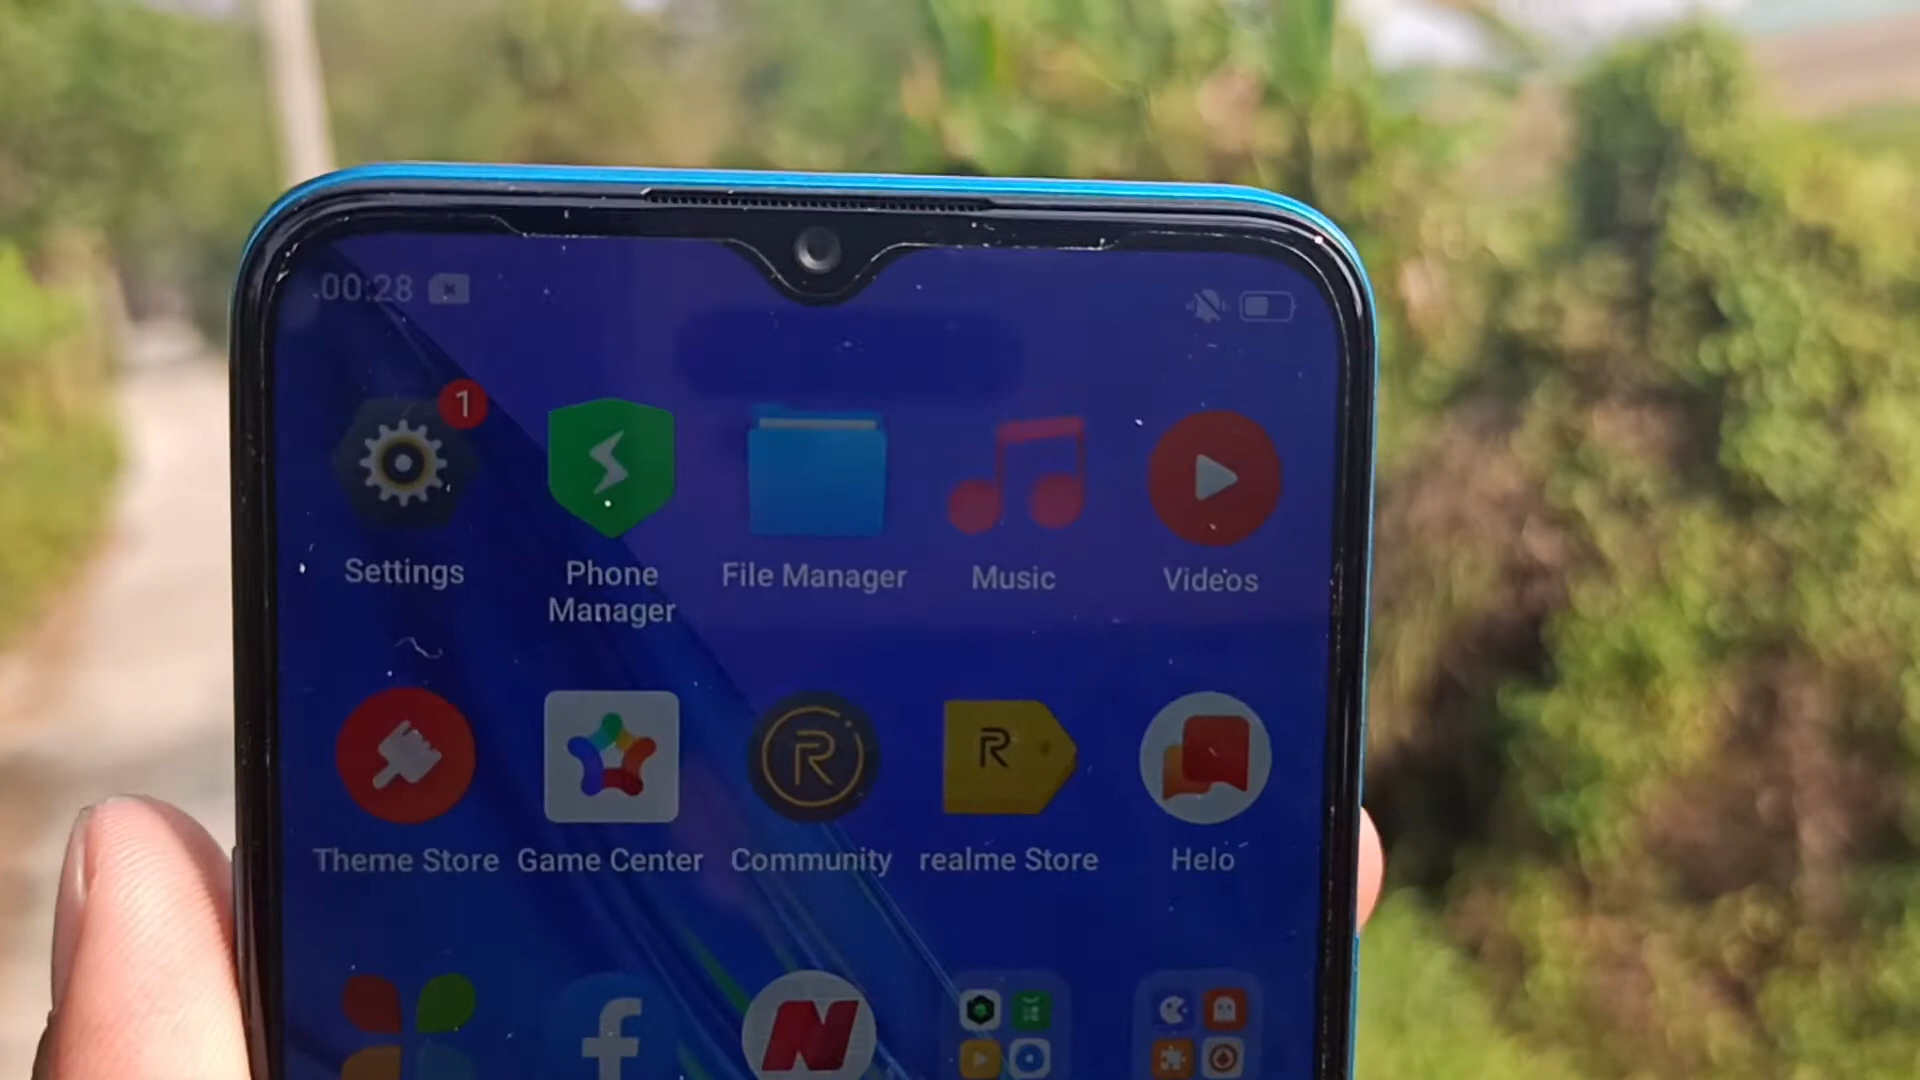 00:28
1
Settings
Phone
Manager
File Manager
Music
Videos
R
R
Theme Store
Game Center
Community
realme Store
Helo
f
N